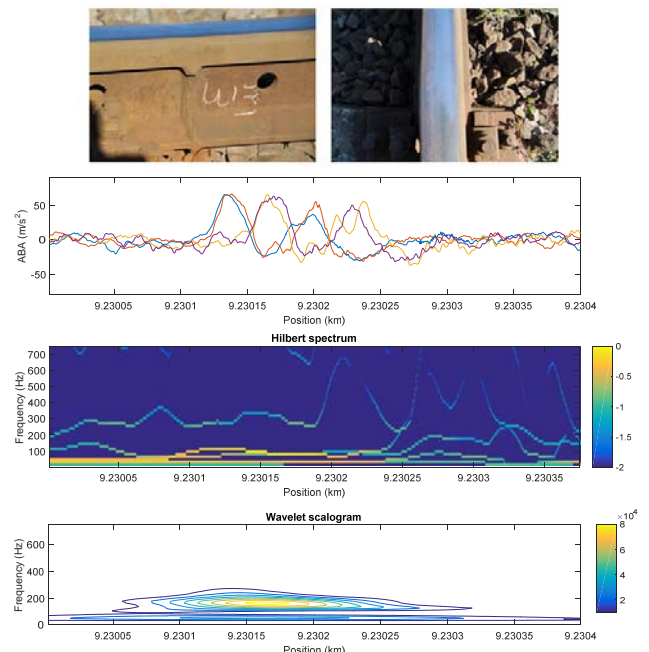 50
0
-50
ABA (m/s²)
9.23005 9.2301 9.23015 9.2302 9.23025 9.2303 9.23035 9.2304
Position (km)
Hilbert spectrum
700
600
500
400
300
200
100
Frequency (Hz)
9.23005 9.2301 9.23015 9.2302 9.23025 9.2303 9.23035
Position (km)
0
-0.5
-1
-1.5
-2
Wavelet scalogram
600
400
200
0
Frequency (Hz)
9.23005 9.2301 9.23015 9.2302 9.23025 9.2303 9.23035 9.2304
Position (km)
×10⁴
8
6
4
2